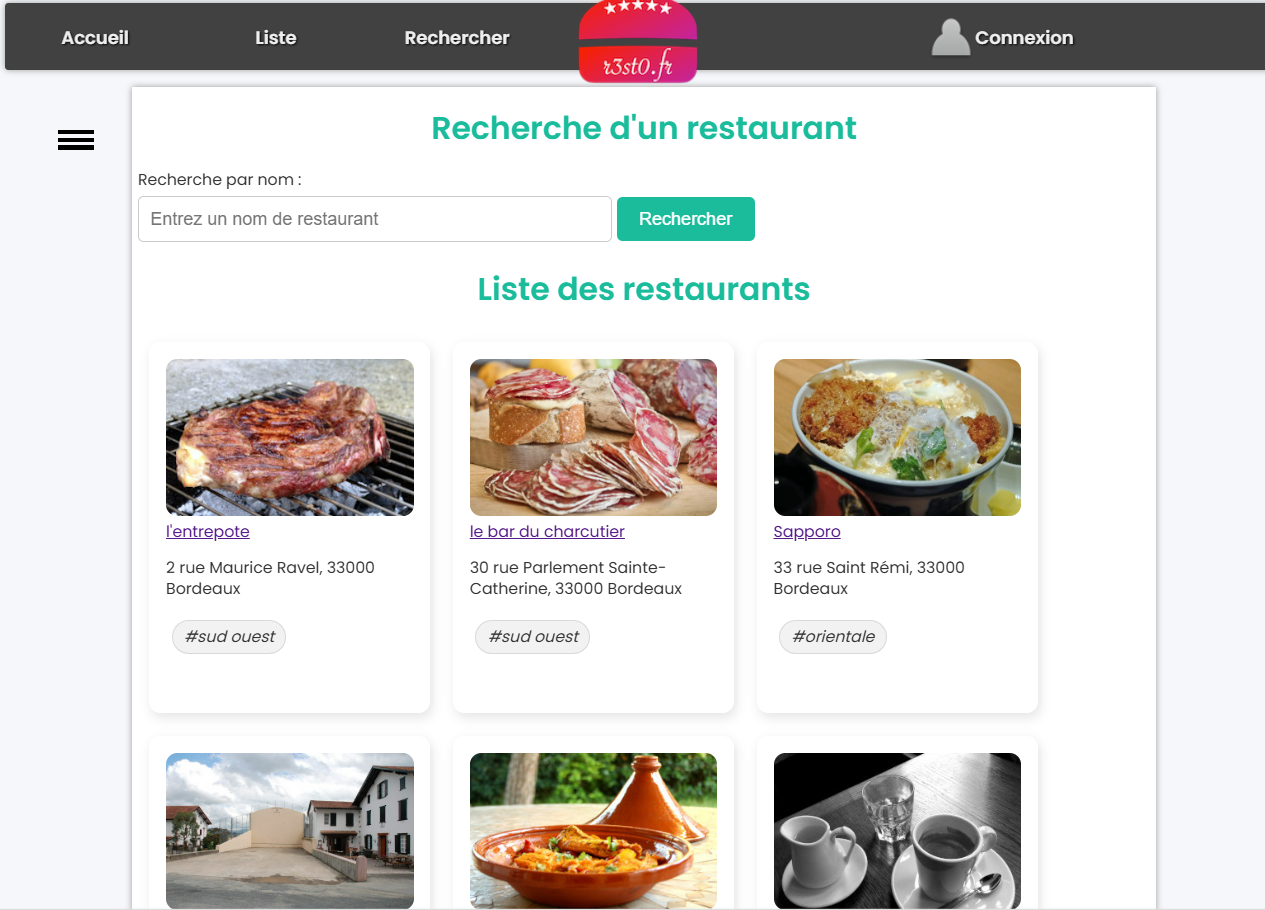 Accueil
Liste
Rechercher
r3st0.fr
Connexion
Recherche d'un restaurant
Recherche par nom :
Entrez un nom de restaurant
Rechercher
Liste des restaurants
l'entrepote
2 rue Maurice Ravel, 33000
Bordeaux
#sud ouest
le bar du charcutier
30 rue Parlement Sainte-
Catherine, 33000 Bordeaux
#sud ouest
Sapporo
33 rue Saint Rémi, 33000
Bordeaux
#orientale